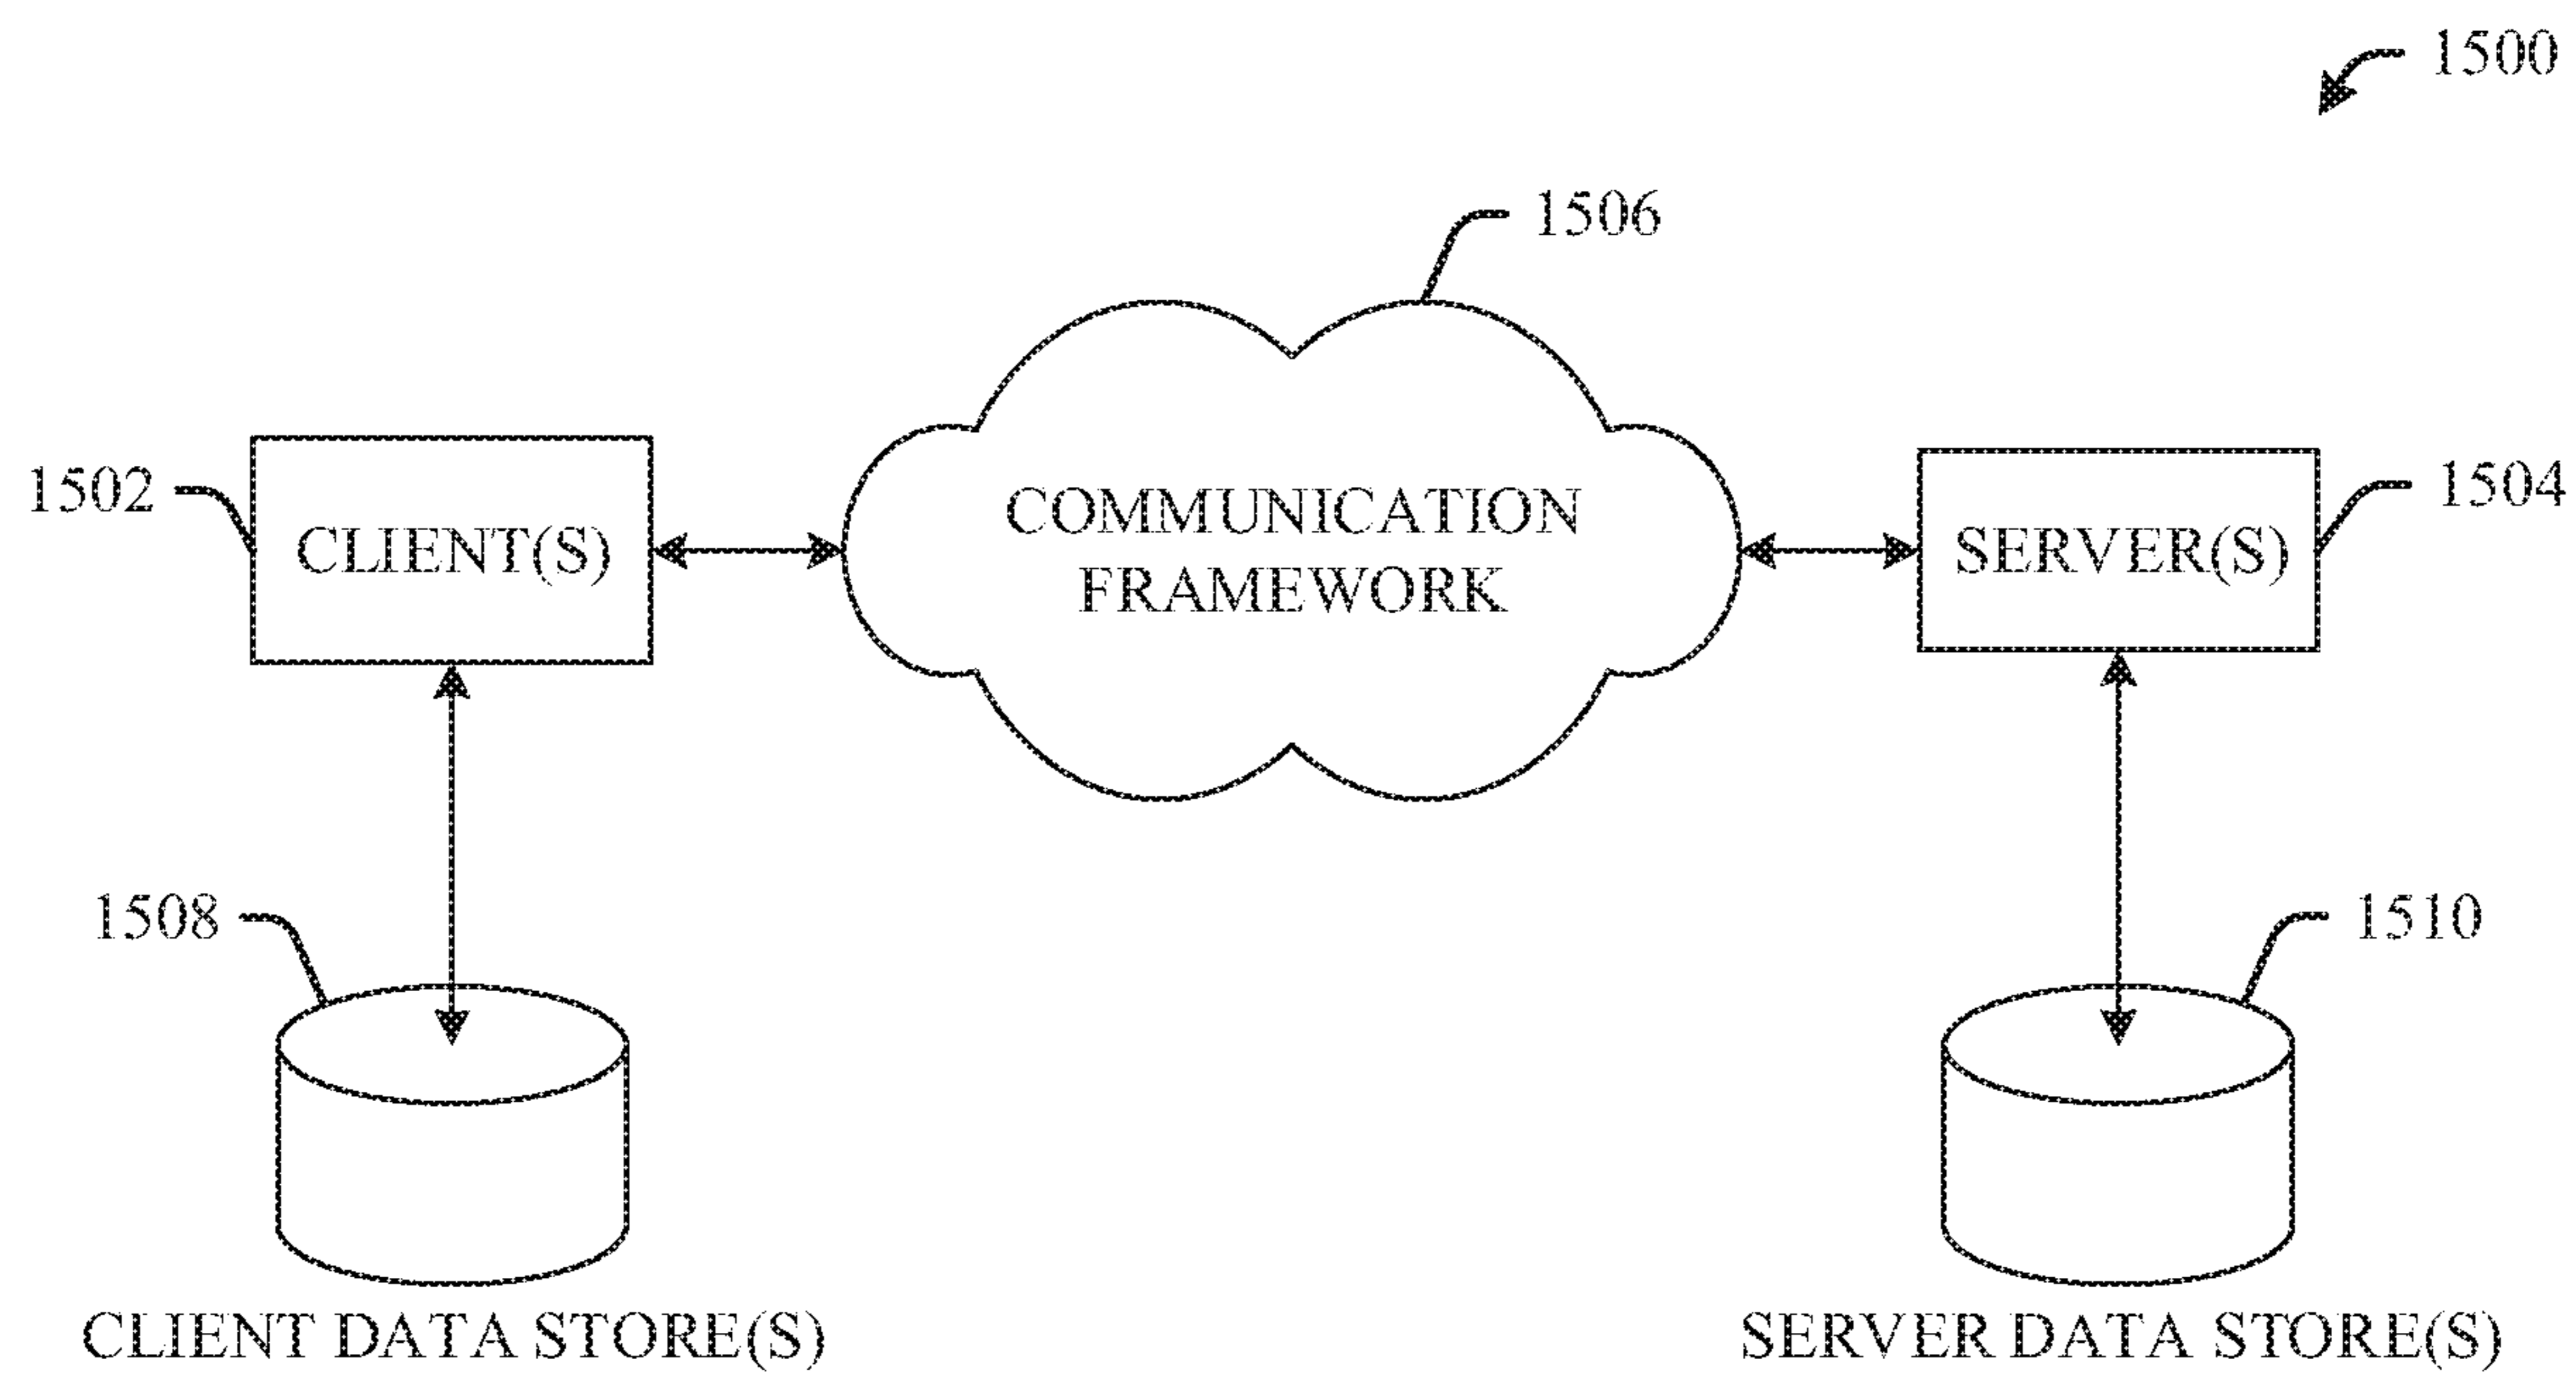 1500
1506
1502
CLIENT(S)
COMMUNICATION
FRAMEWORK
SERVER(S)
1504
1508
1510
CLIENT DATA STORE(S)
SERVER DATA STORE(S)